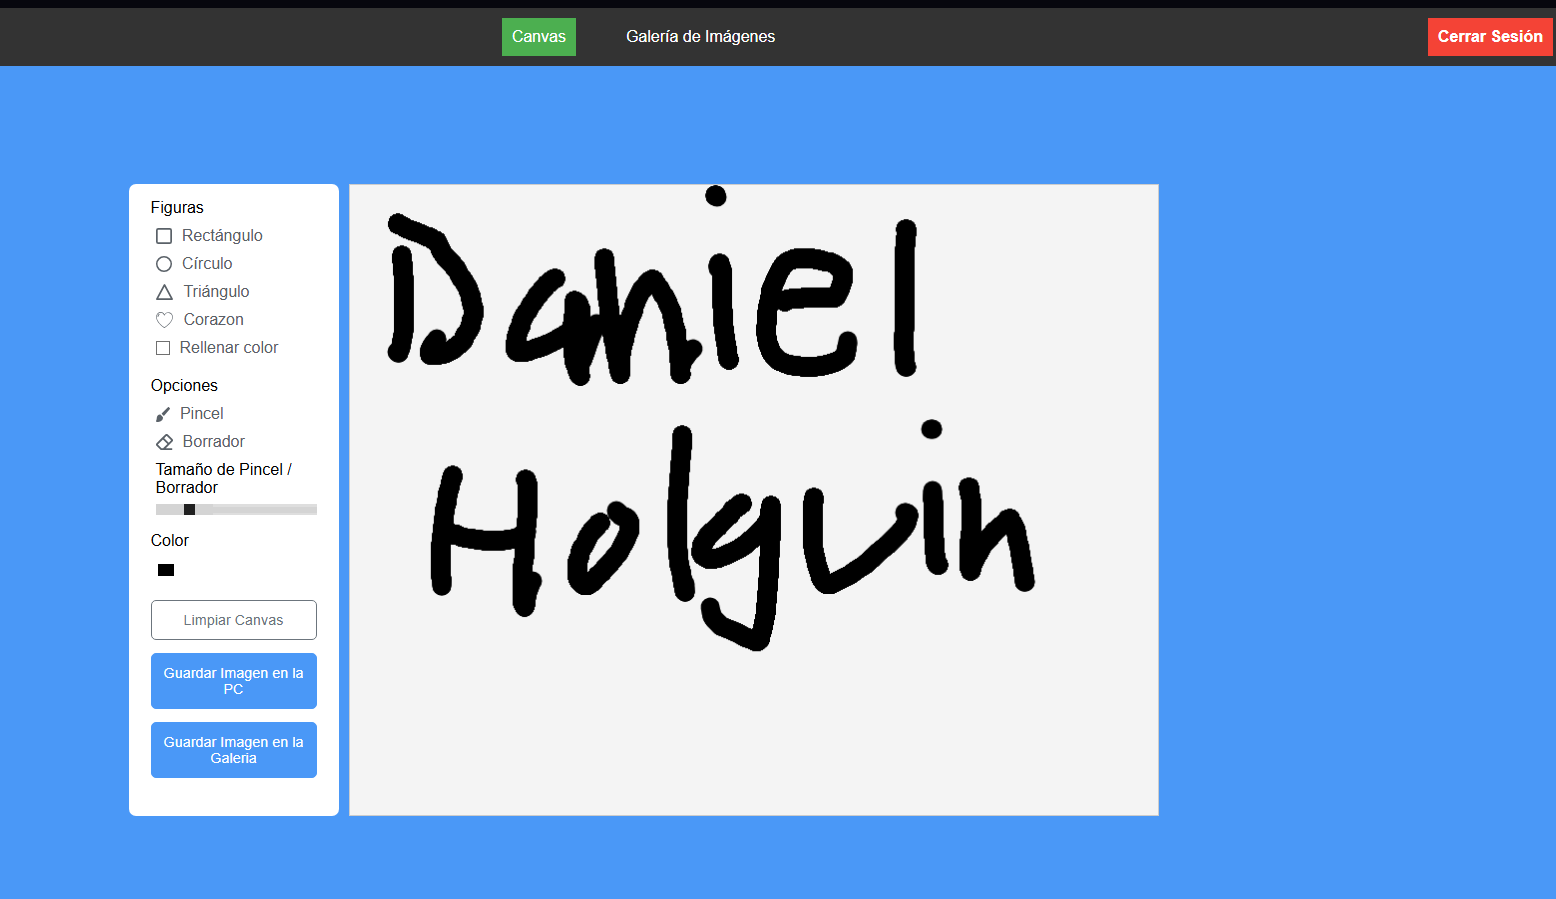 Canvas Galería de Imágenes Cerrar Sesión
Figuras
Rectángulo
Círculo
Triángulo
Corazon
Rellenar color
Opciones
Pincel
Borrador
Tamaño de Pincel /
Borrador
Color
Limpiar Canvas
Guardar Imagen en la
PC
Guardar Imagen en la
Galeria
Daniel
Holguin